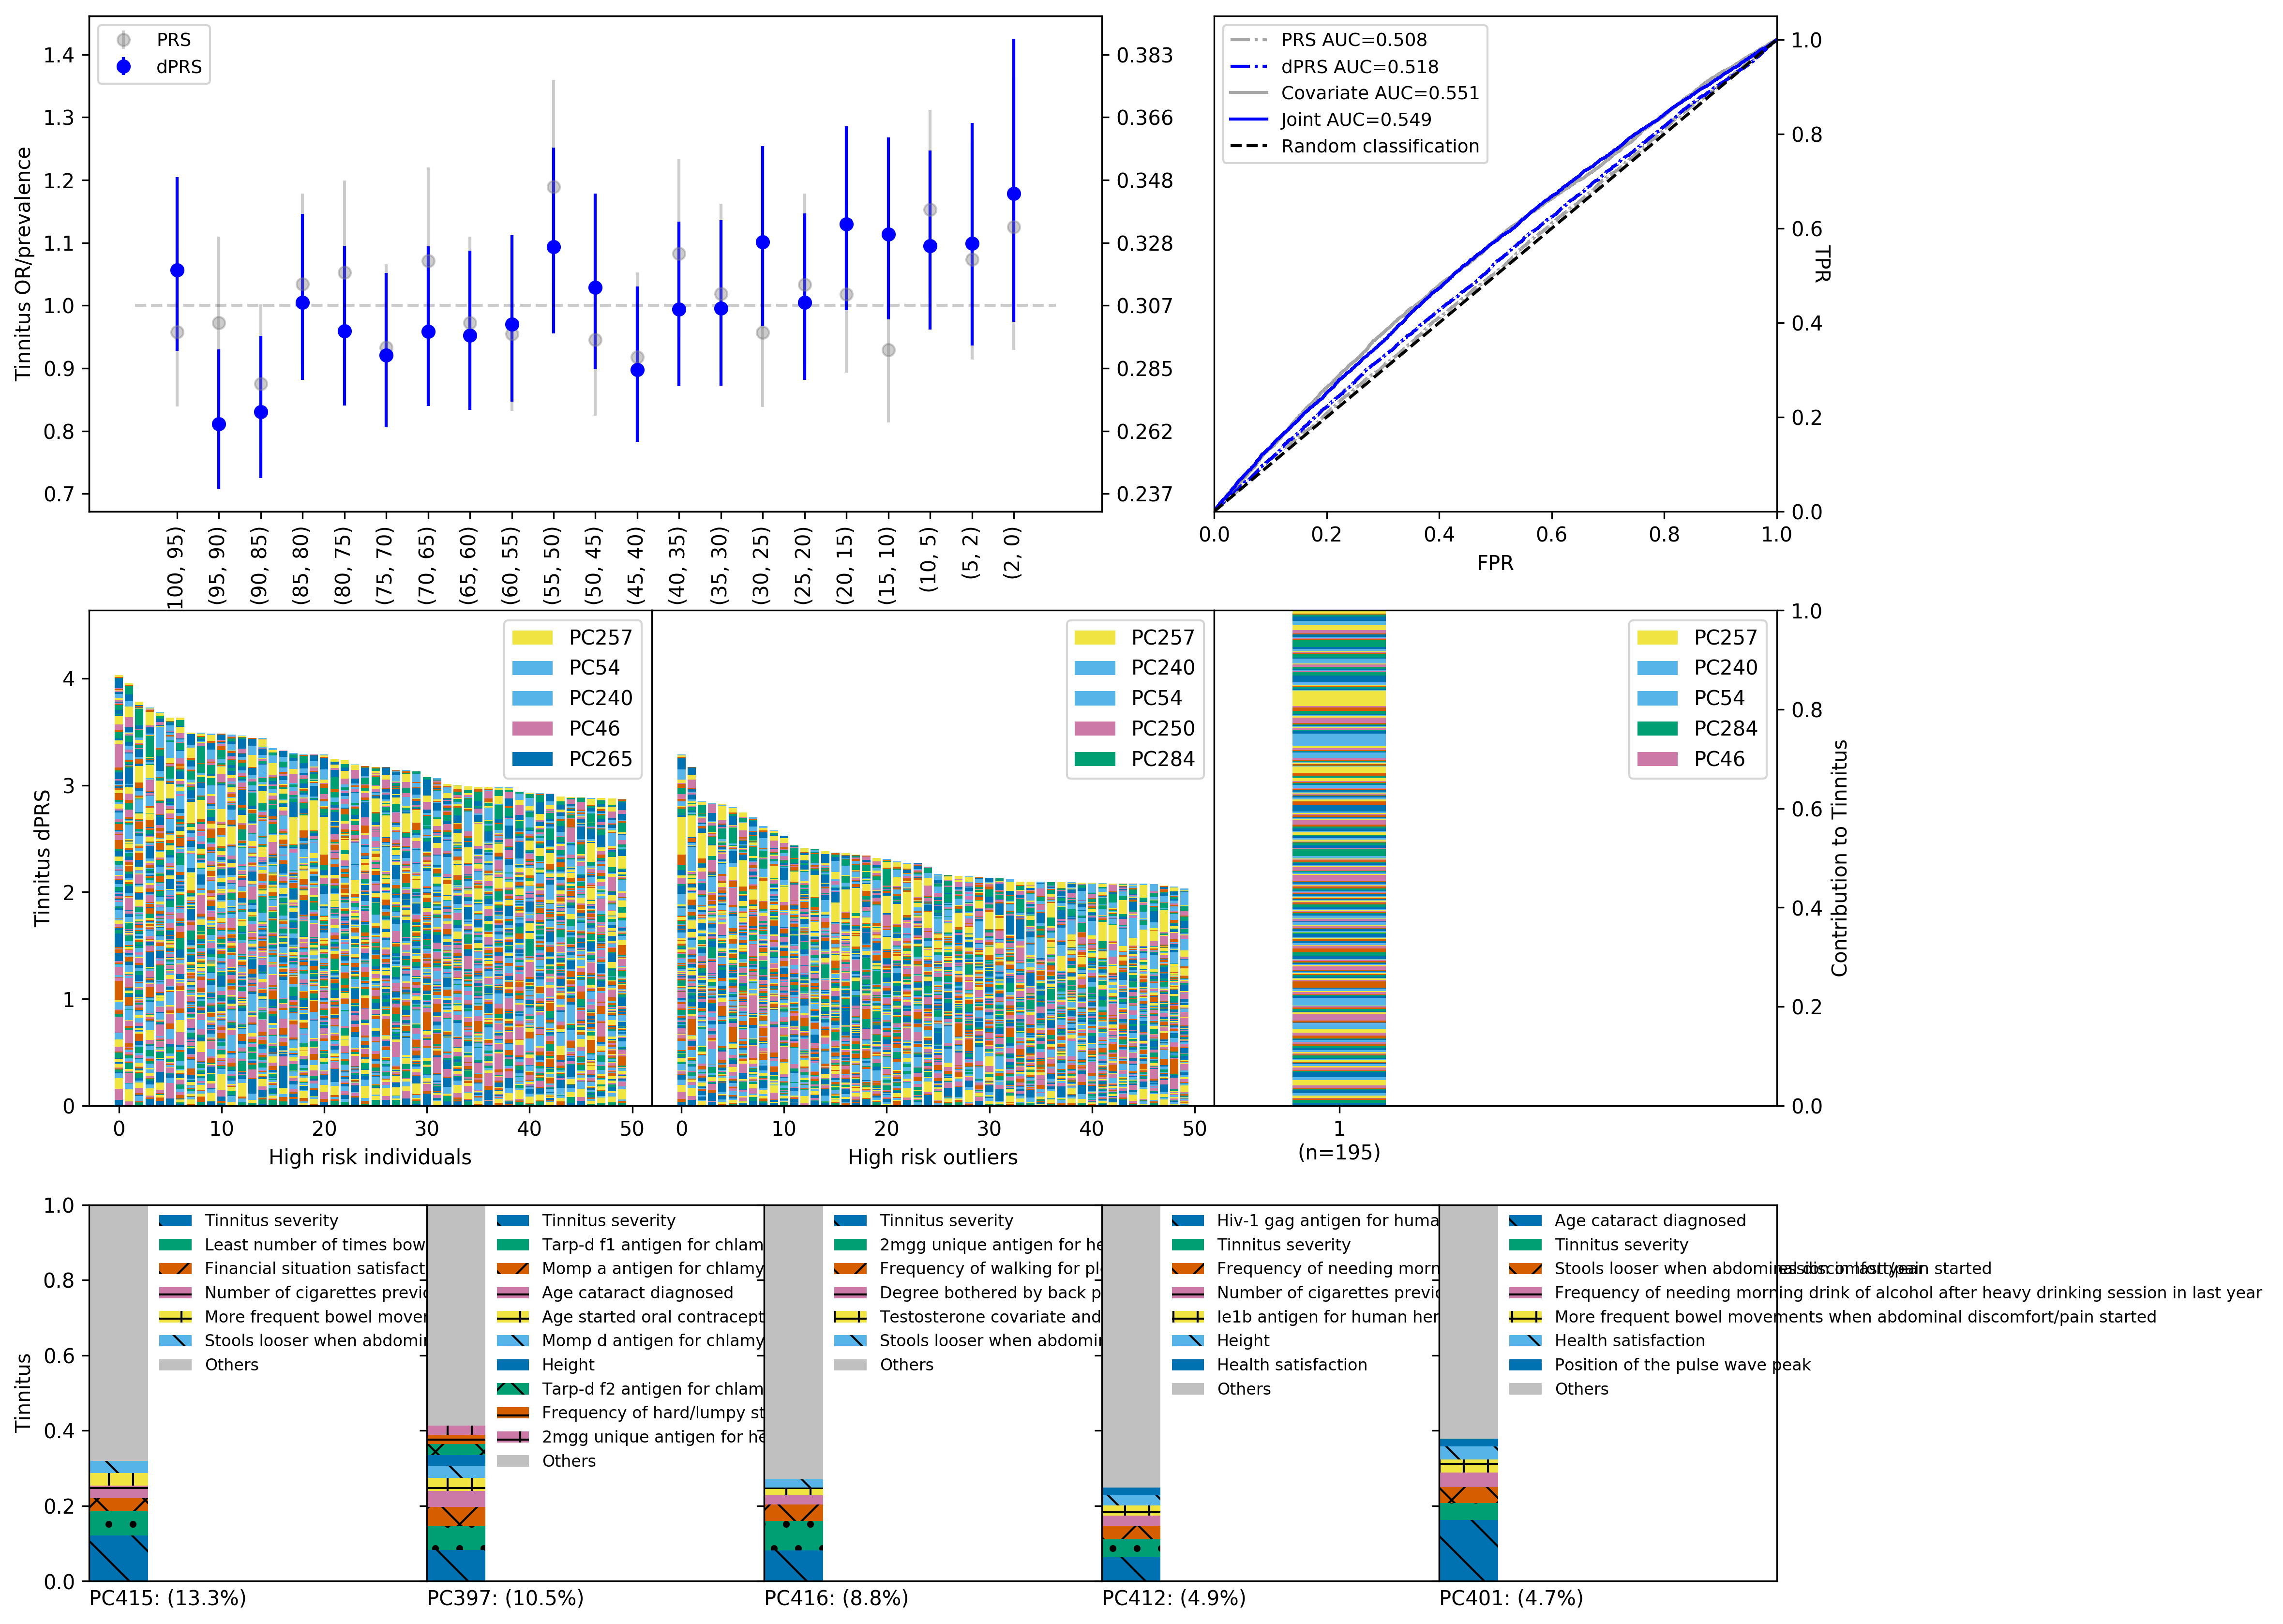 PRS
dPRS
Tinnitus OR/prevalence
1.4
1.3
1.2
1.1
1.0
0.9
0.8
0.7
0.383
0.366
0.348
0.328
0.307
0.285
0.262
0.237
100, 95)
(95, 90)
(90, 85)
(85, 80)
(80, 75)
(75, 70)
(70, 65)
(65, 60)
(60, 55)
(55, 50)
(50, 45)
(45, 40)
(40, 35)
(35, 30)
(30, 25)
(25, 20)
(20, 15)
(15, 10)
(10, 5)
(5, 2)
(2, 0)
PRS AUC=0.508
dPRS AUC=0.518
Covariate AUC=0.551
Joint AUC=0.549
Random classification
1.0
0.8
0.6
0.4
0.2
0.0
TPR
0.0 0.2 0.4 0.6 0.8 1.0
FPR
Tinnitus dPRS
4
3
2
1
0
PC257
PC54
PC240
PC46
PC265
0 10 20 30 40 50
High risk individuals
PC257
PC240
PC54
PC250
PC284
0 10 20 30 40 50
High risk outliers
PC257
PC240
PC54
PC284
PC46
1
(n=195)
1.0
0.8
0.6
0.4
0.2
0.0
Contribution to Tinnitus
Tinnitus
1.0
0.8
0.6
0.4
0.2
0.0
Tinnitus severity
Least number of times bow
Financial situation satisfact
Number of cigarettes previo
More frequent bowel mover
Stools looser when abdomin
Others
PC415: (13.3%)
Tinnitus severity
Tarp-d f1 antigen for chlam
Momp a antigen for chlamy
Age cataract diagnosed
Age started oral contracept
Momp d antigen for chlamy
Height
Tarp-d f2 antigen for chlam
Frequency of hard/lumpy st
2mgg unique antigen for he
Others
PC397: (10.5%)
Tinnitus severity
2mgg unique antigen for he
Frequency of walking for pl
Degree bothered by back p
Testosterone covariate and
Stools looser when abdomin
Others
PC416: (8.8%)
Hiv-1 gag antigen for huma
Tinnitus severity
Frequency of needing morn
Number of cigarettes previo
Ie1b antigen for human her
Height
Health satisfaction
Others
PC412: (4.9%)
Age cataract diagnosed
Tinnitus severity
Stools looser when abdominal discomfort/pain started
Frequency of needing morning drink of alcohol after heavy drinking session in last year
More frequent bowel movements when abdominal discomfort/pain started
Health satisfaction
Position of the pulse wave peak
Others
PC401: (4.7%)